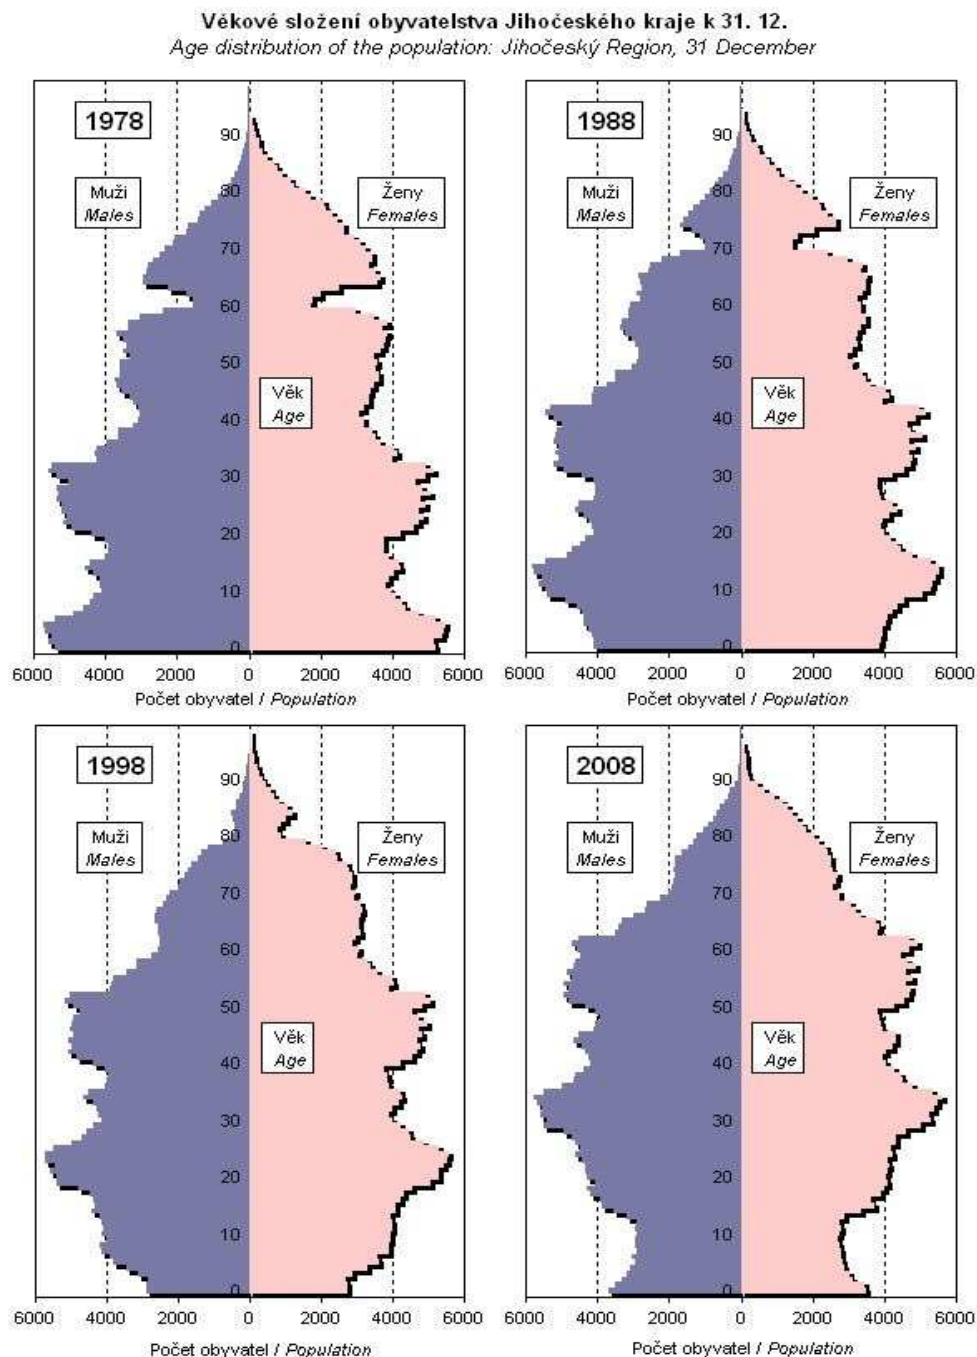 Věkové složení obyvatelstva Jihočeského kraje k 31. 12.
Age distribution of the population: Jihočeský Region, 31 December
1978
Muži
Males
Ženy
Females
Věk
Age
90
80
70
60
50
40
30
20
10
0
6000 4000 2000 0 2000 4000 6000
Počet obyvatel / Population
1988
Muži
Males
Ženy
Females
Věk
Age
90
80
70
60
50
40
30
20
10
0
6000 4000 2000 0 2000 4000 6000
Počet obyvatel / Population
1998
Muži
Males
Ženy
Females
Věk
Age
90
80
70
60
50
40
30
20
10
0
6000 4000 2000 0 2000 4000 6000
Počet obyvatel / Population
2008
Muži
Males
Ženy
Females
Věk
Age
90
80
70
60
50
40
30
20
10
0
6000 4000 2000 0 2000 4000 6000
Počet obyvatel / Population